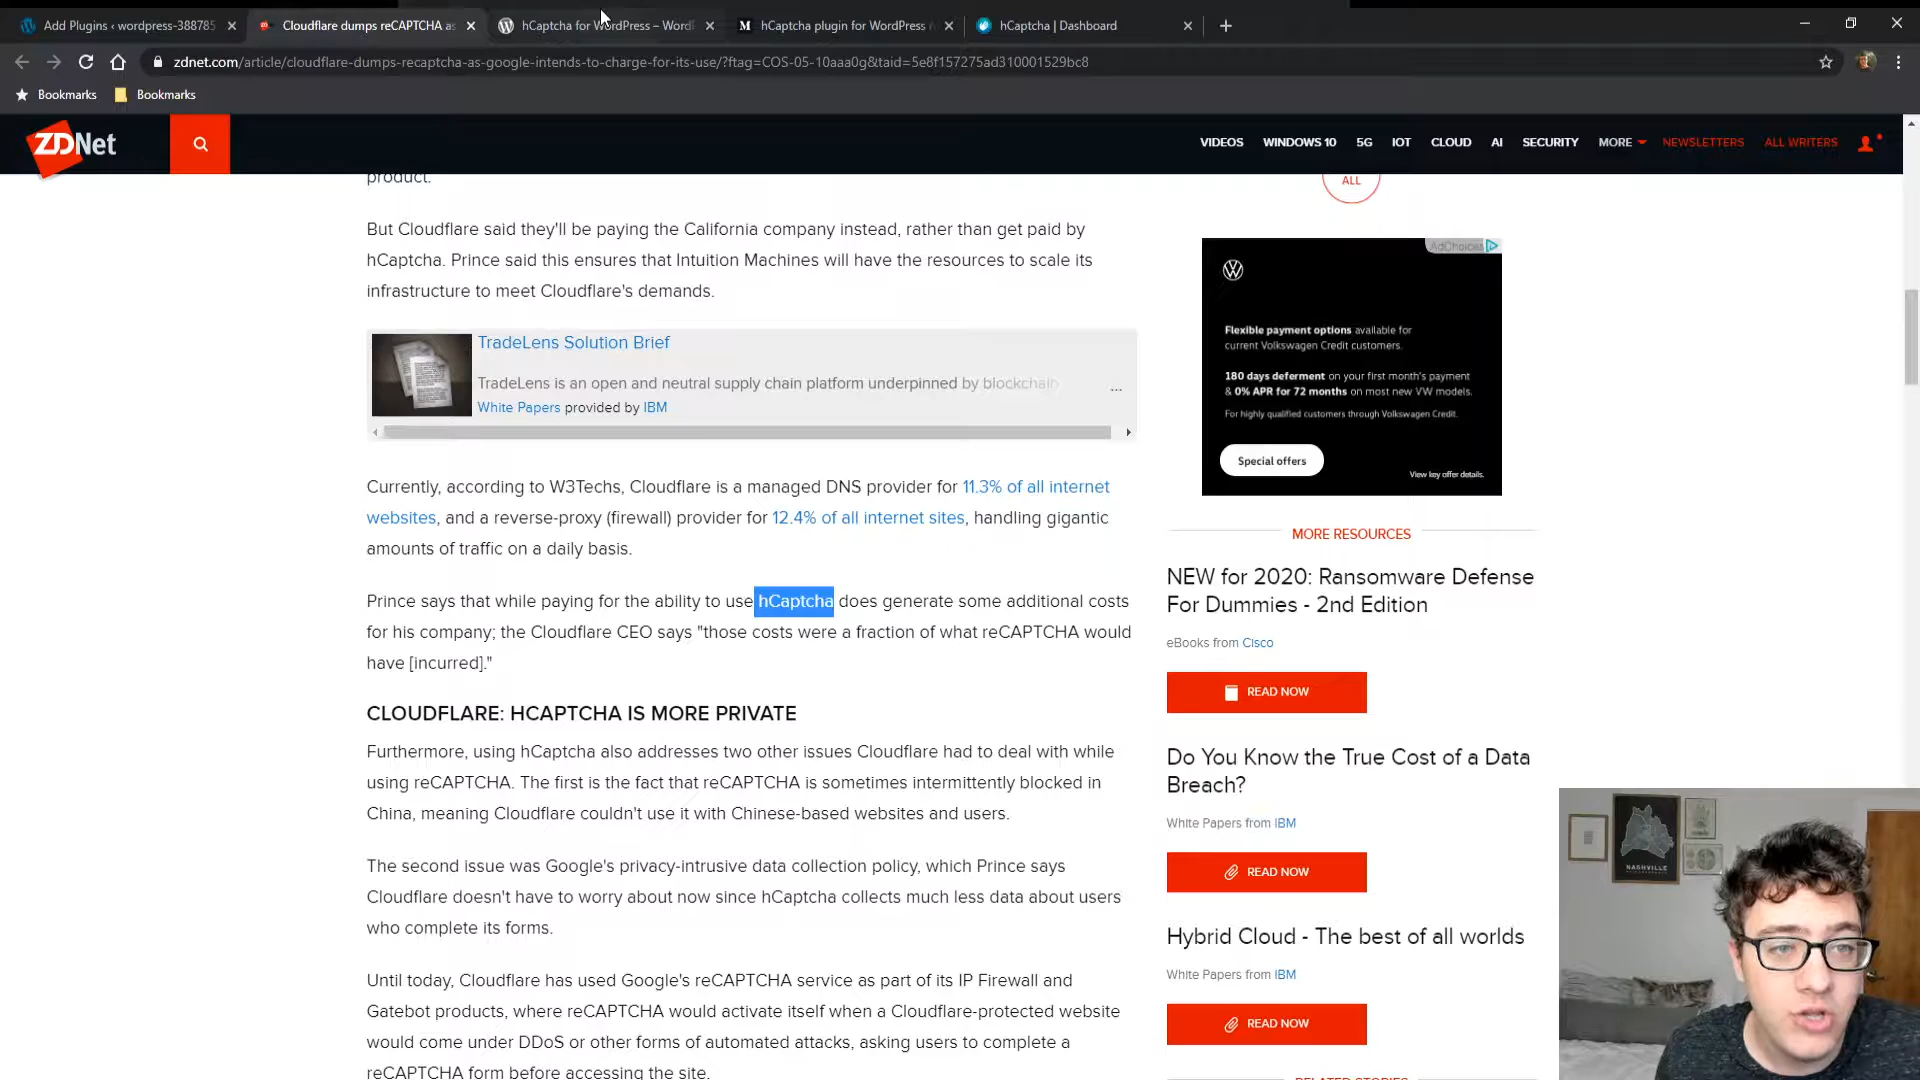 Add Plugins ‹ wordpress-388785
Cloudflare dumps reCAPTCHA as
hCaptcha for WordPress – Word
hCaptcha plugin for WordPress
hCaptcha | Dashboard
zdnet.com/article/cloudflare-dumps-recaptcha-as-google-intends-to-charge-for-its-use/?ftag=COS-05-10aaa0g&taid=5e8f157275ad310001529bc8
Bookmarks
Bookmarks
ZDNet
VIDEOS WINDOWS 10 5G IOT CLOUD AI SECURITY MORE NEWSLETTERS ALL WRITERS
product.
But Cloudflare said they'll be paying the California company instead, rather than get paid by
hCaptcha. Prince said this ensures that Intuition Machines will have the resources to scale its
infrastructure to meet Cloudflare's demands.
TradeLens Solution Brief
TradeLens is an open and neutral supply chain platform underpinned by blockchain
...
White Papers provided by IBM
Currently, according to W3Techs, Cloudflare is a managed DNS provider for 11.3% of all internet
websites, and a reverse-proxy (firewall) provider for 12.4% of all internet sites, handling gigantic
amounts of traffic on a daily basis.
Prince says that while paying for the ability to use hCaptcha does generate some additional costs
for his company; the Cloudflare CEO says "those costs were a fraction of what reCAPTCHA would
have [incurred]."
CLOUDFLARE: HCAPTCHA IS MORE PRIVATE
Furthermore, using hCaptcha also addresses two other issues Cloudflare had to deal with while
using reCAPTCHA. The first is the fact that reCAPTCHA is sometimes intermittently blocked in
China, meaning Cloudflare couldn't use it with Chinese-based websites and users.
The second issue was Google's privacy-intrusive data collection policy, which Prince says
Cloudflare doesn't have to worry about now since hCaptcha collects much less data about users
who complete its forms.
Until today, Cloudflare has used Google's reCAPTCHA service as part of its IP Firewall and
Gatebot products, where reCAPTCHA would activate itself when a Cloudflare-protected website
would come under DDoS or other forms of automated attacks, asking users to complete a
reCAPTCHA form before accessing the site.
ALL
AdChoices
Flexible payment options available for
current Volkswagen Credit customers.
180 days deferment on your first month's payment
& 0% APR for 72 months on most new VW models.
For highly qualified customers through Volkswagen Credit.
Special offers
View key offer details.
MORE RESOURCES
NEW for 2020: Ransomware Defense
For Dummies - 2nd Edition
eBooks from Cisco
READ NOW
Do You Know the True Cost of a Data
Breach?
White Papers from IBM
READ NOW
Hybrid Cloud - The best of all worlds
White Papers from IBM
READ NOW
RELATED STORIES
NASHVILLE